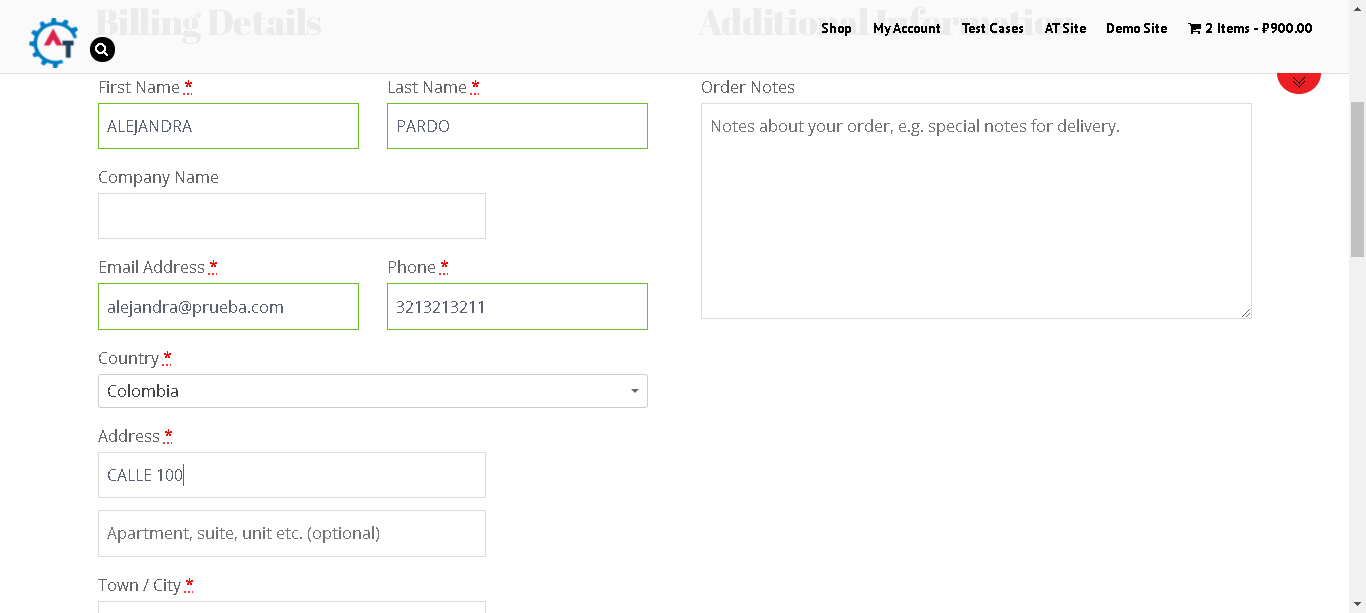 Billing Details
Additional Information
AT
Shop My Account Test Cases AT Site Demo Site 2 Items - ₽900.00
First Name *
Last Name *
ALEJANDRA
PARDO
Company Name
Email Address *
Phone *
alejandra@prueba.com
3213213211
Country *
Colombia
Address *
CALLE 100
Apartment, suite, unit etc. (optional)
Town / City *
Order Notes
Notes about your order, e.g. special notes for delivery.